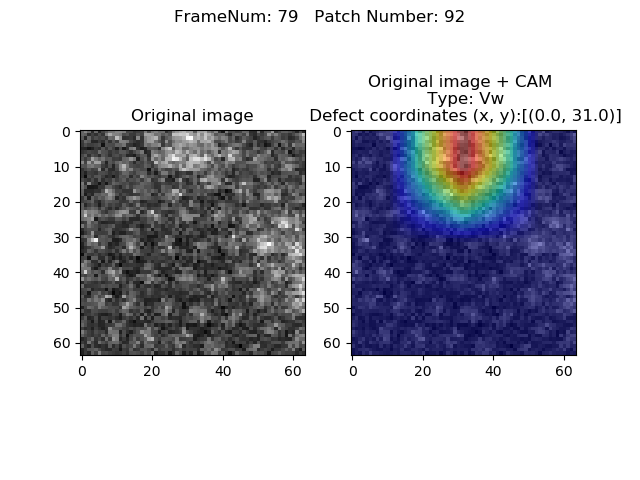 FrameNum: 79   Patch Number: 92
Original image
Original image + CAM
Type: Vw
Defect coordinates (x, y):[(0.0, 31.0)]
0
10
20
30
40
50
60
0 20 40 60
0
10
20
30
40
50
60
0 20 40 60